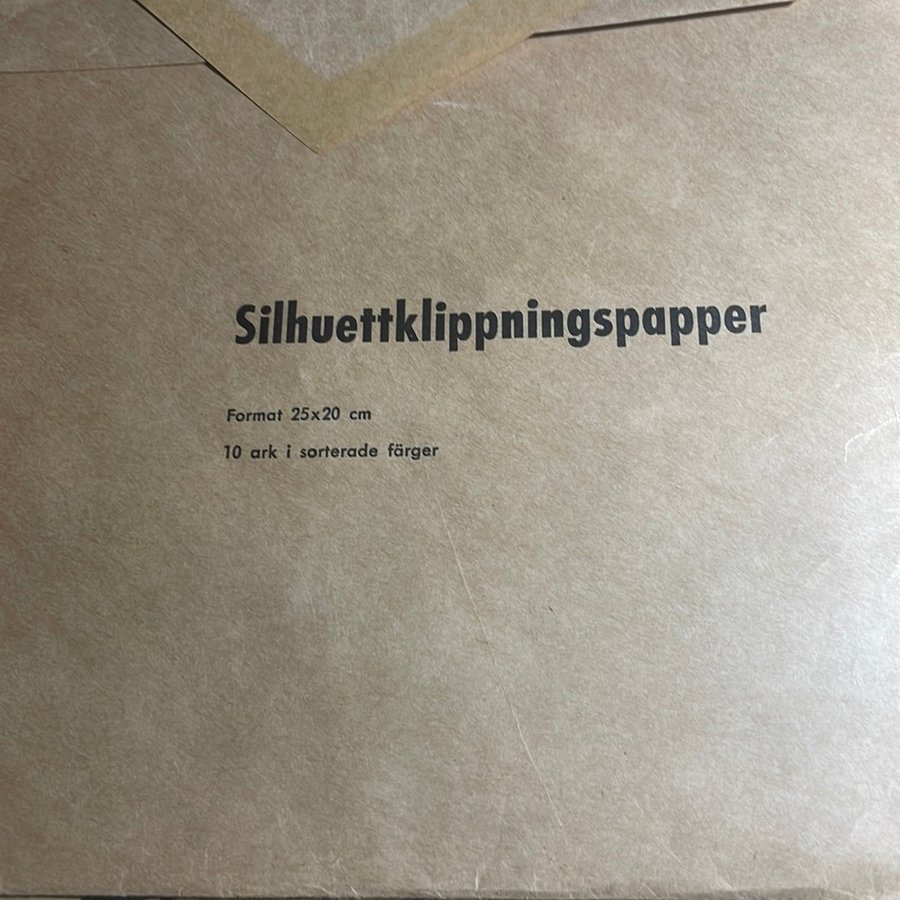 Silhuettklippningspapper
Format 25x20 cm
10 ark i sorterade färger